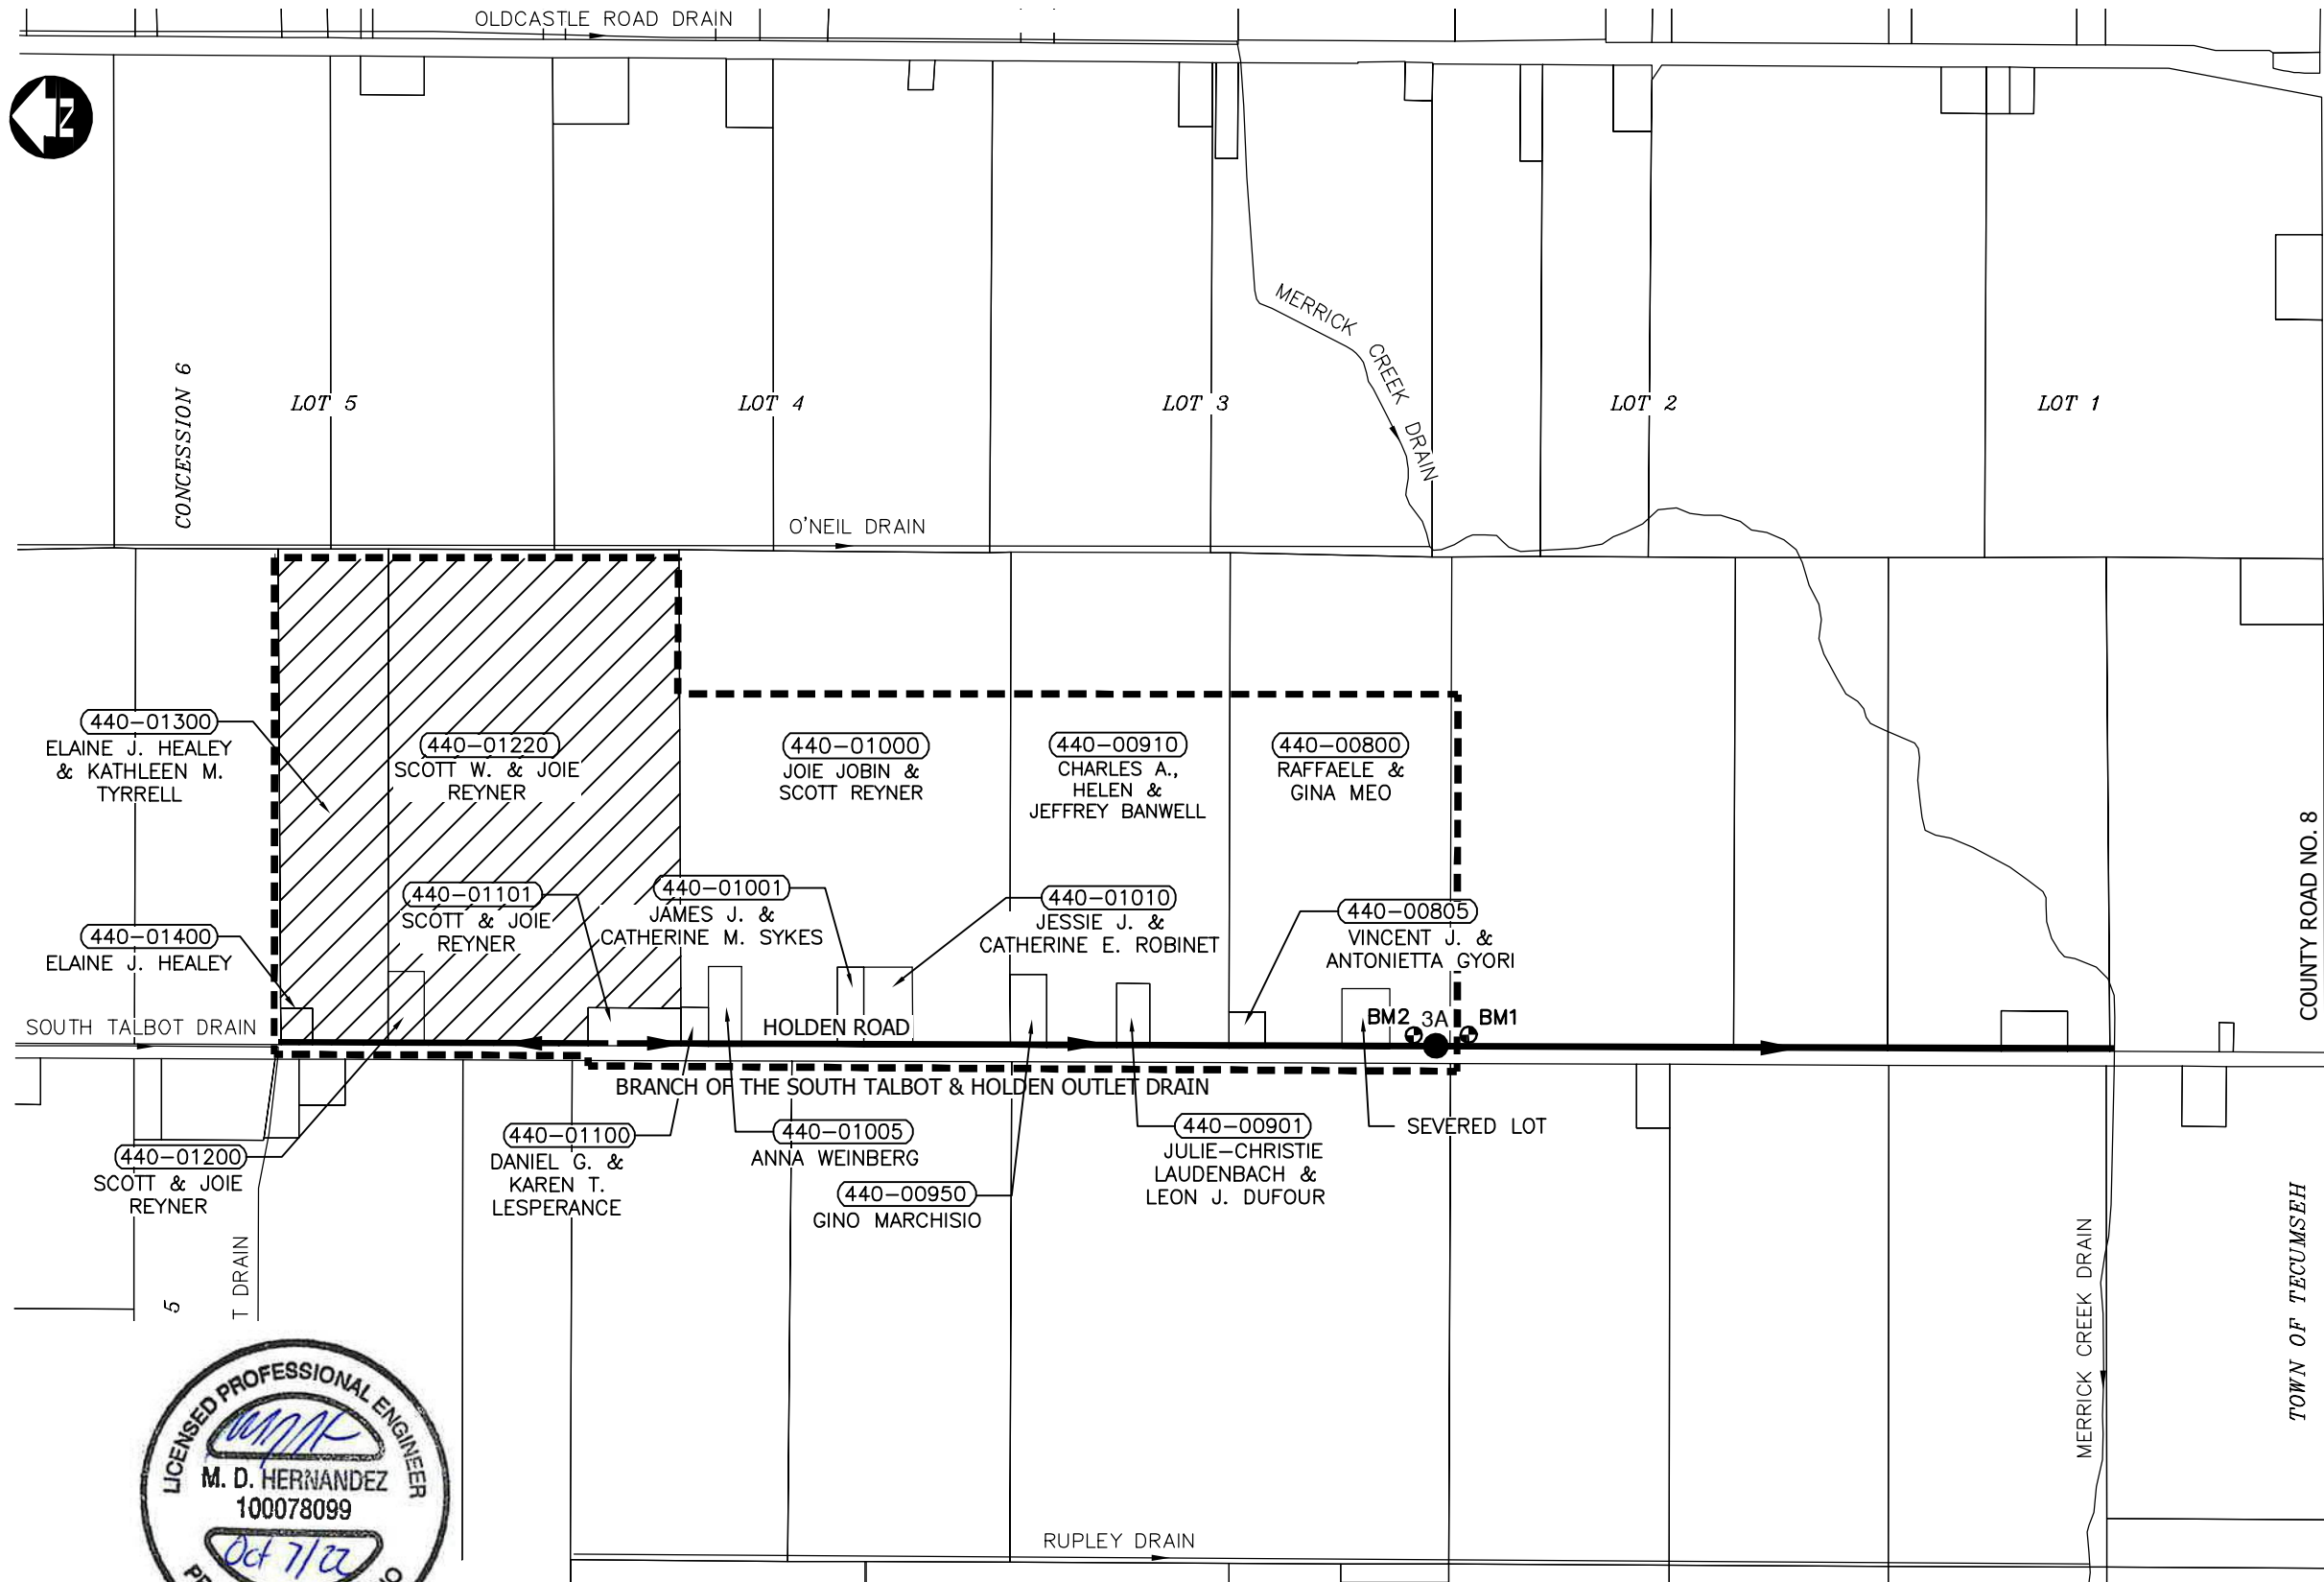 OLDCASTLE ROAD DRAIN
N
MERRICK CREEK DRAIN
CONCESSION 6
LOT 5
LOT 4
LOT 3
LOT 2
LOT 1
O'NEIL DRAIN
440-01300
ELAINE J. HEALEY
& KATHLEEN M.
TYRRELL
440-01220
SCOTT W. & JOIE
REYNER
440-01000
JOIE JOBIN &
SCOTT REYNER
440-00910
CHARLES A.,
HELEN &
JEFFREY BANWELL
440-00800
RAFFAELE &
GINA MEO
COUNTY ROAD NO. 8
440-01400
ELAINE J. HEALEY
440-01101
SCOTT & JOIE
REYNER
440-01001
JAMES J. &
CATHERINE M. SYKES
440-01010
JESSIE J. &
CATHERINE E. ROBINET
440-00805
VINCENT J. &
ANTONIETTA GYORI
SOUTH TALBOT DRAIN
HOLDEN ROAD
BM2
3A
BM1
BRANCH OF THE SOUTH TALBOT & HOLDEN OUTLET DRAIN
440-01200
SCOTT & JOIE
REYNER
440-01100
DANIEL G. &
KAREN T.
LESPERANCE
440-01005
ANNA WEINBERG
440-00950
GINO MARCHISIO
440-00901
JULIE-CHRISTIE
LAUDENBACH &
LEON J. DUFOUR
SEVERED LOT
5
T DRAIN
MERRICK CREEK DRAIN
TOWN OF TECUMSEH
LICENSED PROFESSIONAL ENGINEER
M. D. HERNANDEZ
100078099
Oct 7/22
RUPLEY DRAIN